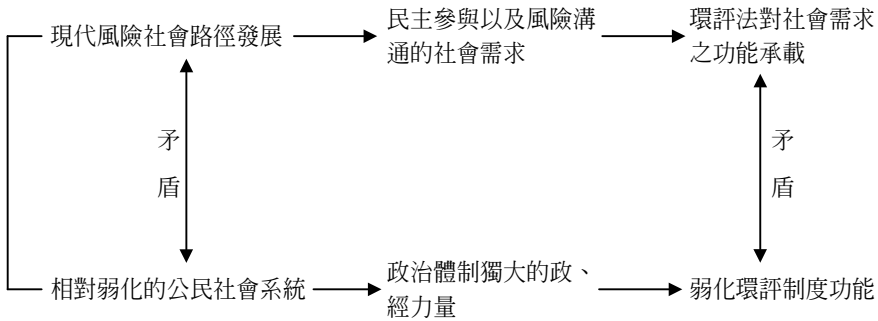 現代風險社會路徑發展
民主參與以及風險溝
通的社會需求
環評法對社會需求
之功能承載
矛
盾
矛
盾
相對弱化的公民社會系統
政治體制獨大的政、
經力量
弱化環評制度功能